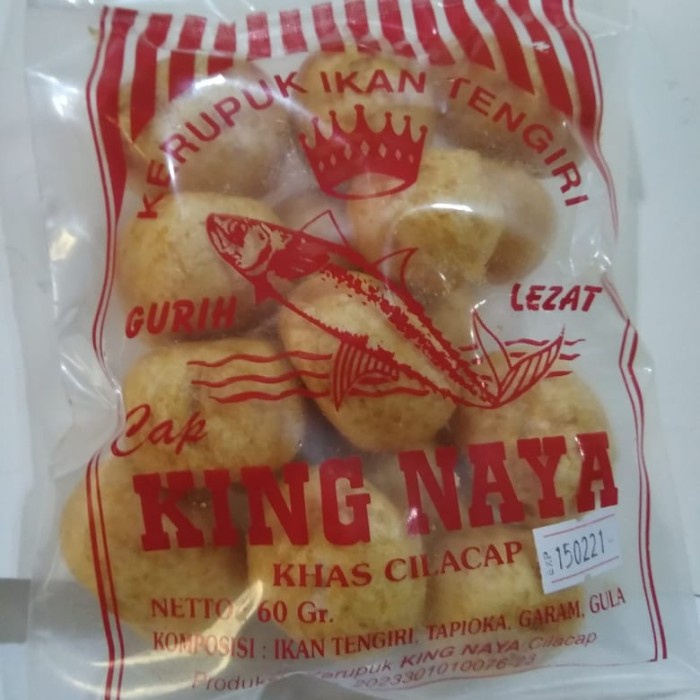 KERUPUK IKAN TENGIRI
GURIH
LEZAT
Cap
KING NAYA
KHAS CILACAP
EXP 150221
NETTO : 60 Gr.
KOMPOSISI : IKAN TENGIRI, TAPIOKA, GARAM, GULA
Kerupuk KING NAYA Cilacap